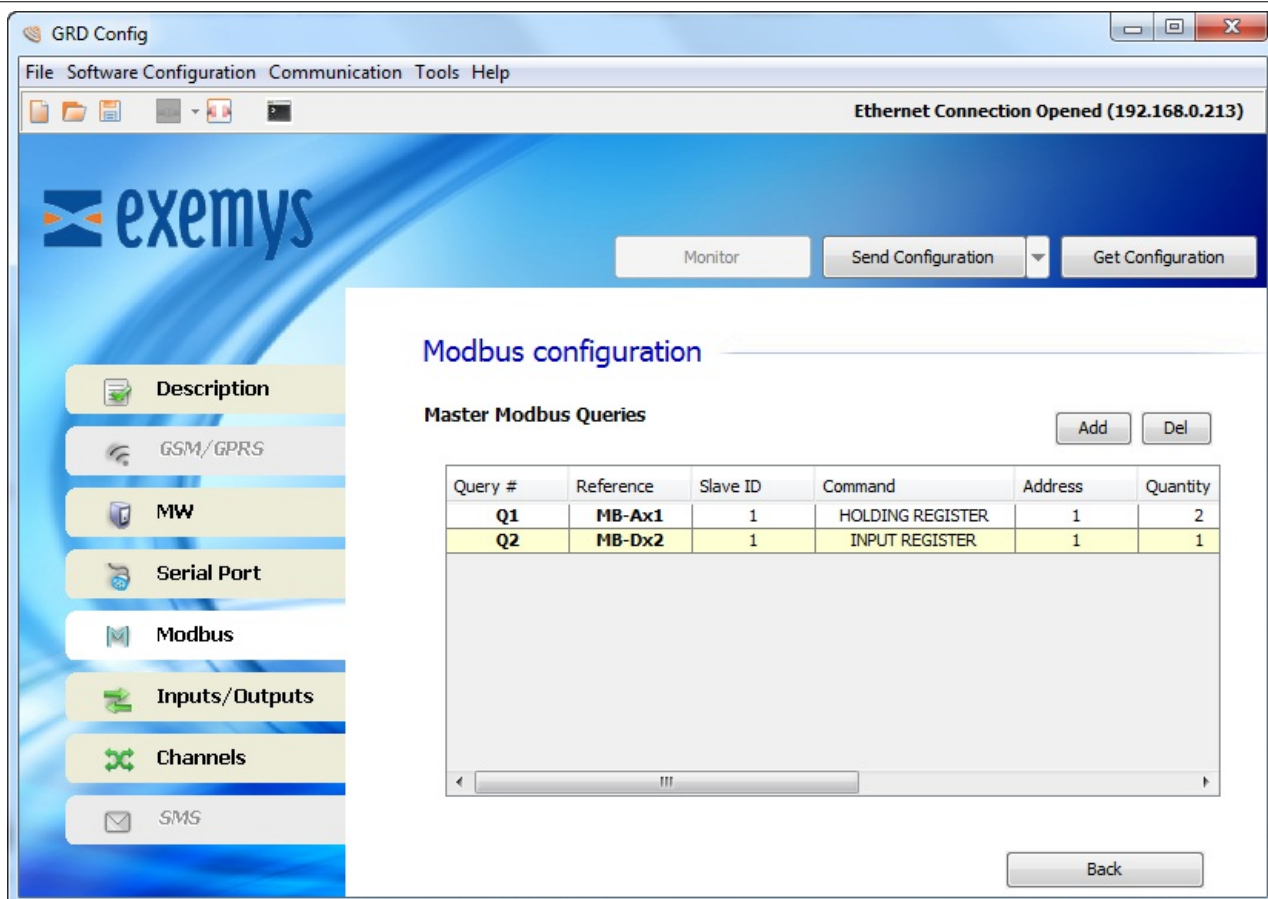 GRD Config
File Software Configuration Communication Tools Help
Ethernet Connection Opened (192.168.0.213)
exemys
Monitor
Send Configuration
Get Configuration
Modbus configuration
Description
Master Modbus Queries
Add
Del
GSM/GPRS
Query # Reference Slave ID Command Address Quantity
Q1 MB-Ax1 1 HOLDING REGISTER 1 2
Q2 MB-Dx2 1 INPUT REGISTER 1 1
MW
Serial Port
Modbus
Inputs/Outputs
Channels
SMS
Back